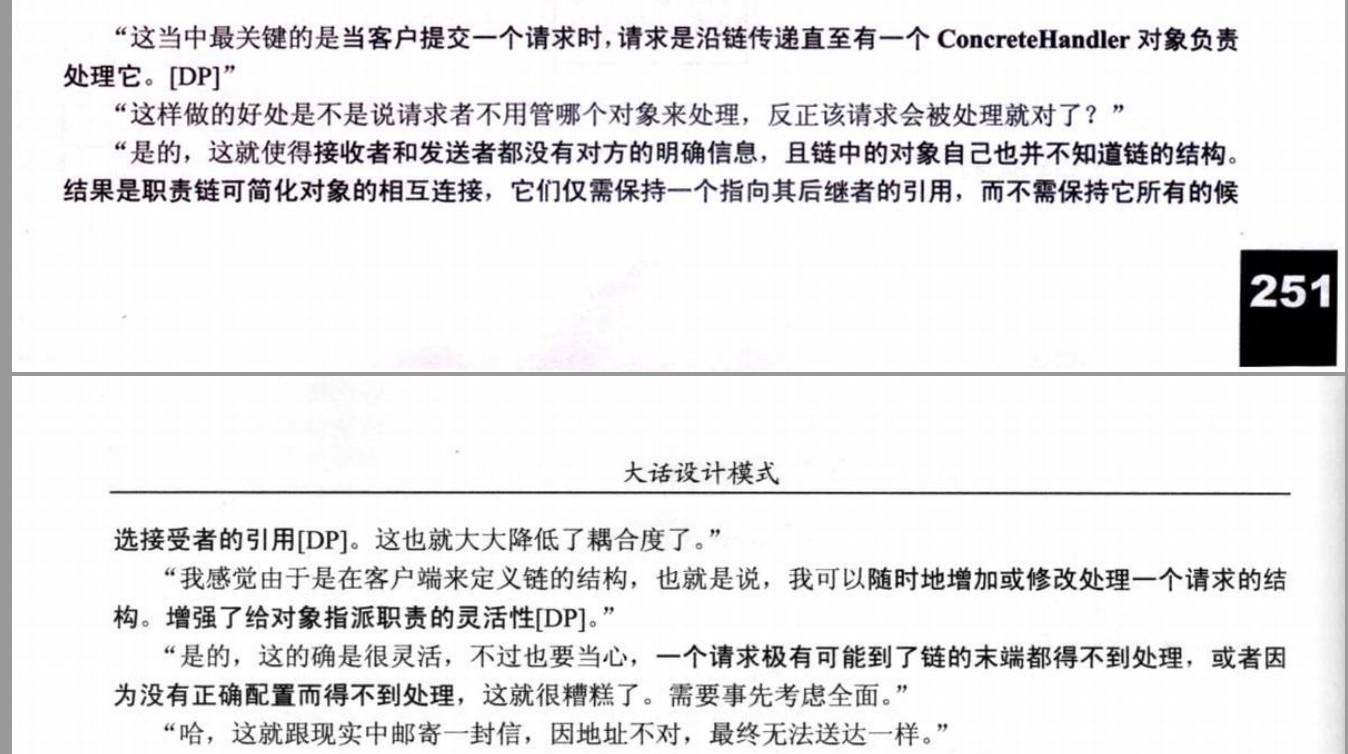 “这当中最关键的是当客户提交一个请求时，请求是沿链传递直至有一个 ConcreteHandler 对象负责
处理它。[DP]”
“这样做的好处是不是说请求者不用管哪个对象来处理，反正该请求会被处理就对了？”
“是的，这就使得接收者和发送者都没有对方的明确信息，且链中的对象自己也并不知道链的结构。
结果是职责链可简化对象的相互连接，它们仅需保持一个指向其后继者的引用，而不需保持它所有的候
251
大话设计模式
选接受者的引用[DP]。这也就大大降低了耦合度了。”
“我感觉由于是在客户端来定义链的结构，也就是说，我可以随时地增加或修改处理一个请求的结
构。增强了给对象指派职责的灵活性[DP]。”
“是的，这的确是很灵活，不过也要当心，一个请求极有可能到了链的末端都得不到处理，或者因
为没有正确配置而得不到处理，这就很糟糕了。需要事先考虑全面。”
“哈，这就跟现实中邮寄一封信，因地址不对，最终无法送达一样。”